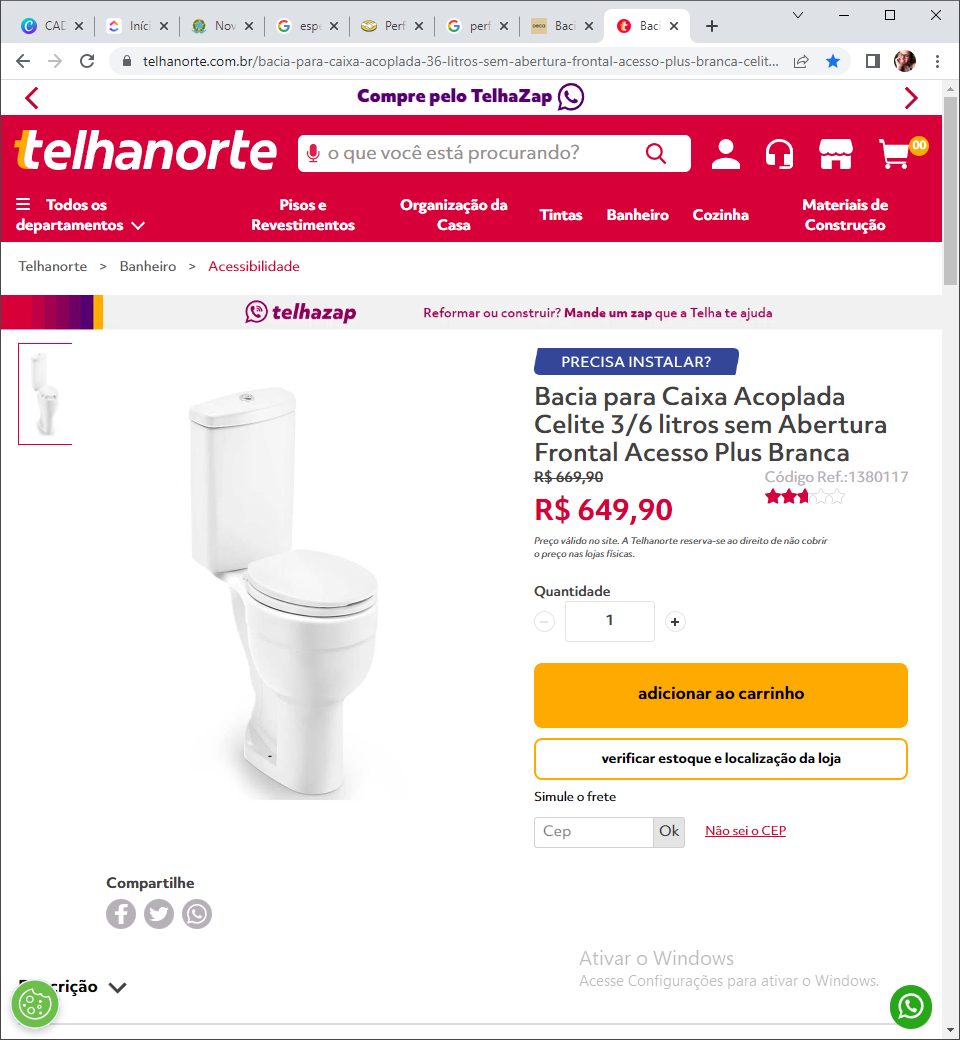 CAD
Iníci
Nov
esp
Perf
perf
Baci
Baci
telhanorte.com.br/bacia-para-caixa-acoplada-36-litros-sem-abertura-frontal-acesso-plus-branca-celit...
Compre pelo TelhaZap
telhanorte
o que você está procurando?
00
Todos os
departamentos
Pisos e
Revestimentos
Organização da
Casa
Tintas
Banheiro
Cozinha
Materiais de
Construção
Telhanorte > Banheiro > Acessibilidade
telhazap
Reformar ou construir? Mande um zap que a Telha te ajuda
PRECISA INSTALAR?
Bacia para Caixa Acoplada
Celite 3/6 litros sem Abertura
Frontal Acesso Plus Branca
R$ 669,90
Código Ref.:1380117
R$ 649,90
Preço válido no site. A Telhanorte reserva-se ao direito de não cobrir
o preço nas lojas físicas.
Quantidade
1
adicionar ao carrinho
verificar estoque e localização da loja
Simule o frete
Cep
Ok
Não sei o CEP
Compartilhe
Ativar o Windows
Acesse Configurações para ativar o Windows.